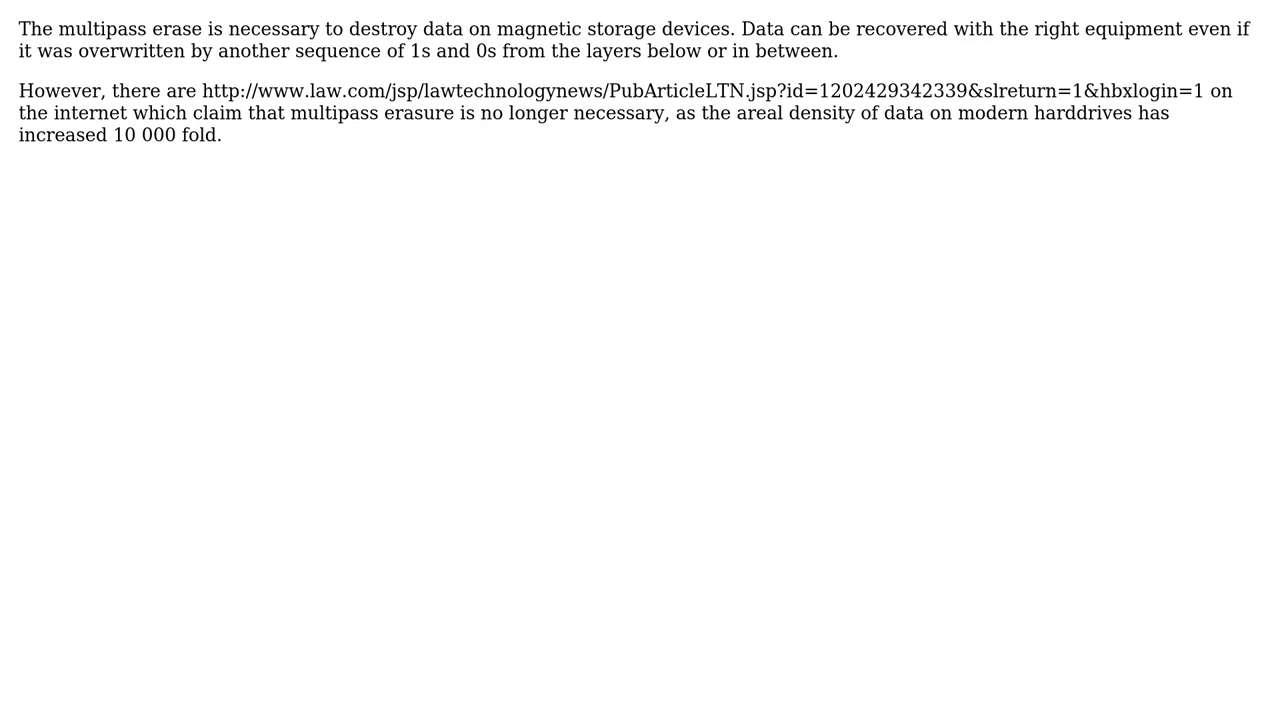 The multipass erase is necessary to destroy data on magnetic storage devices. Data can be recovered with the right equipment even if
it was overwritten by another sequence of 1s and 0s from the layers below or in between.
However, there are http://www.law.com/jsp/lawtechnologynews/PubArticleLTN.jsp?id=1202429342339&slreturn=1&hbxlogin=1 on
the internet which claim that multipass erasure is no longer necessary, as the areal density of data on modern harddrives has
increased 10 000 fold.